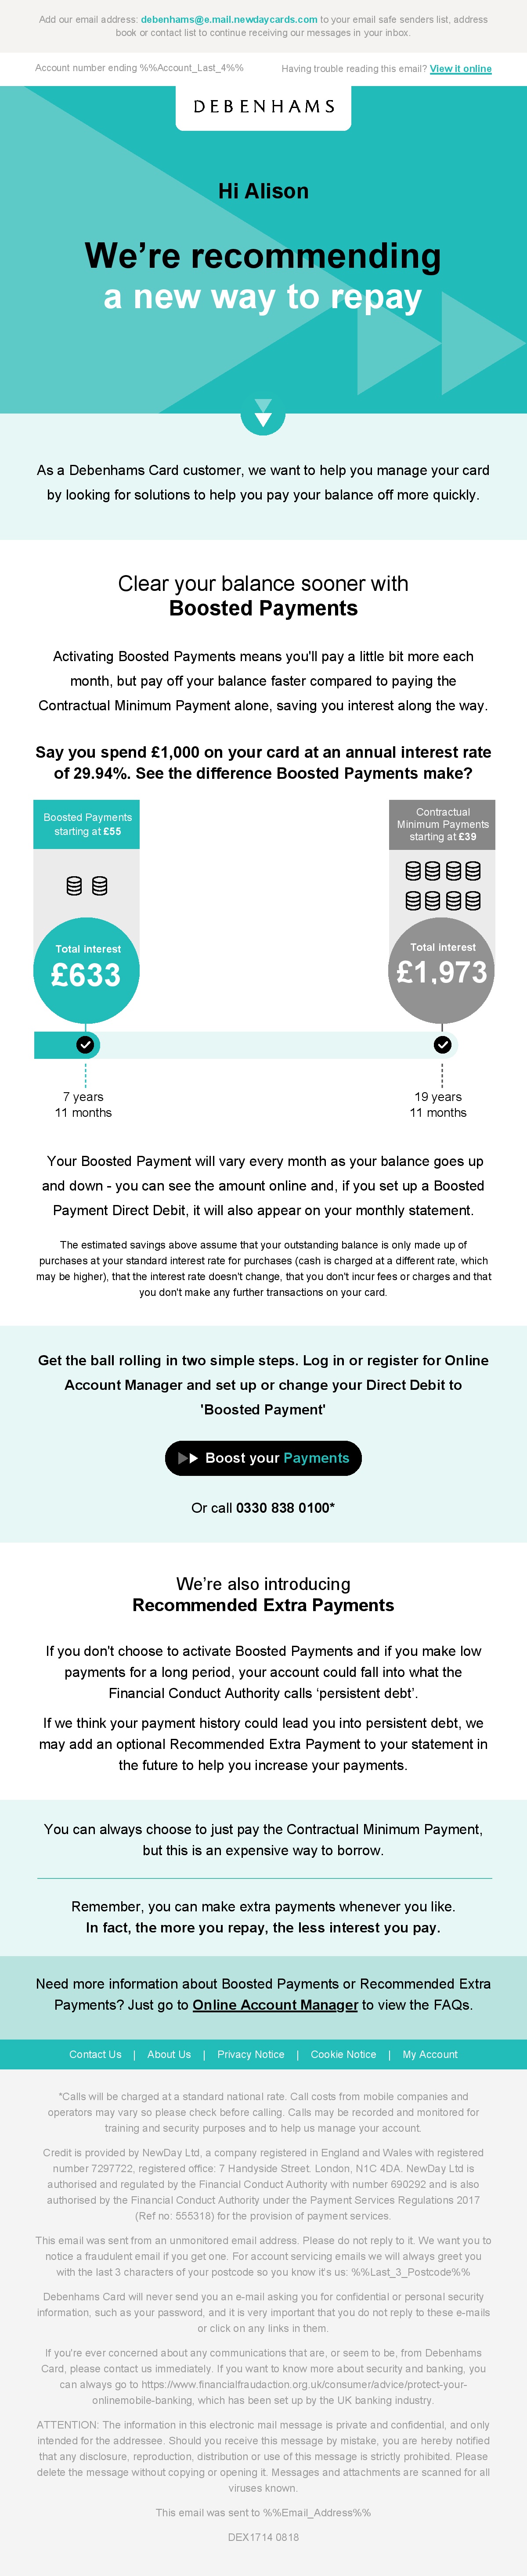 Add our email address: debenhams@e.mail.newdaycards.com to your email safe senders list, address
book or contact list to continue receiving our messages in your inbox.
Account number ending %%Account_Last_4%%
Having trouble reading this email? View it online
DEBENHAMS
Hi Alison
We're recommending
a new way to repay
As a Debenhams Card customer, we want to help you manage your card
by looking for solutions to help you pay your balance off more quickly.
Clear your balance sooner with
Boosted Payments
Activating Boosted Payments means you'll pay a little bit more each
month, but pay off your balance faster compared to paying the
Contractual Minimum Payment alone, saving you interest along the way.
Say you spend £1,000 on your card at an annual interest rate
of 29.94%. See the difference Boosted Payments make?
Boosted Payments
starting at £55
Total interest
£633
7 years
11 months
Contractual
Minimum Payments
starting at £39
Total interest
£1,973
19 years
11 months
Your Boosted Payment will vary every month as your balance goes up
and down - you can see the amount online and, if you set up a Boosted
Payment Direct Debit, it will also appear on your monthly statement.
The estimated savings above assume that your outstanding balance is only made up of
purchases at your standard interest rate for purchases (cash is charged at a different rate, which
may be higher), that the interest rate doesn't change, that you don't incur fees or charges and that
you don't make any further transactions on your card.
Get the ball rolling in two simple steps. Log in or register for Online
Account Manager and set up or change your Direct Debit to
'Boosted Payment'
Boost your Payments
Or call 0330 838 0100*
We're also introducing
Recommended Extra Payments
If you don't choose to activate Boosted Payments and if you make low
payments for a long period, your account could fall into what the
Financial Conduct Authority calls 'persistent debt'.
If we think your payment history could lead you into persistent debt, we
may add an optional Recommended Extra Payment to your statement in
the future to help you increase your payments.
You can always choose to just pay the Contractual Minimum Payment,
but this is an expensive way to borrow.
Remember, you can make extra payments whenever you like.
In fact, the more you repay, the less interest you pay.
Need more information about Boosted Payments or Recommended Extra
Payments? Just go to Online Account Manager to view the FAQs.
Contact Us | About Us | Privacy Notice | Cookie Notice | My Account
*Calls will be charged at a standard national rate. Call costs from mobile companies and
operators may vary so please check before calling. Calls may be recorded and monitored for
training and security purposes and to help us manage your account.
Credit is provided by NewDay Ltd, a company registered in England and Wales with registered
number 7297722, registered office: 7 Handyside Street. London, N1C 4DA. NewDay Ltd is
authorised and regulated by the Financial Conduct Authority with number 690292 and is also
authorised by the Financial Conduct Authority under the Payment Services Regulations 2017
(Ref no: 555318) for the provision of payment services.
This email was sent from an unmonitored email address. Please do not reply to it. We want you to
notice a fraudulent email if you get one. For account servicing emails we will always greet you
with the last 3 characters of your postcode so you know it's us: %%Last_3_Postcode%%
Debenhams Card will never send you an e-mail asking you for confidential or personal security
information, such as your password, and it is very important that you do not reply to these e-mails
or click on any links in them.
If you're ever concerned about any communications that are, or seem to be, from Debenhams
Card, please contact us immediately. If you want to know more about security and banking, you
can always go to https://www.financialfraudaction.org.uk/consumer/advice/protect-your-
onlinemobile-banking, which has been set up by the UK banking industry.
ATTENTION: The information in this electronic mail message is private and confidential, and only
intended for the addressee. Should you receive this message by mistake, you are hereby notified
that any disclosure, reproduction, distribution or use of this message is strictly prohibited. Please
delete the message without copying or opening it. Messages and attachments are scanned for all
viruses known.
This email was sent to %%Email_Address%%
DEX1714 0818